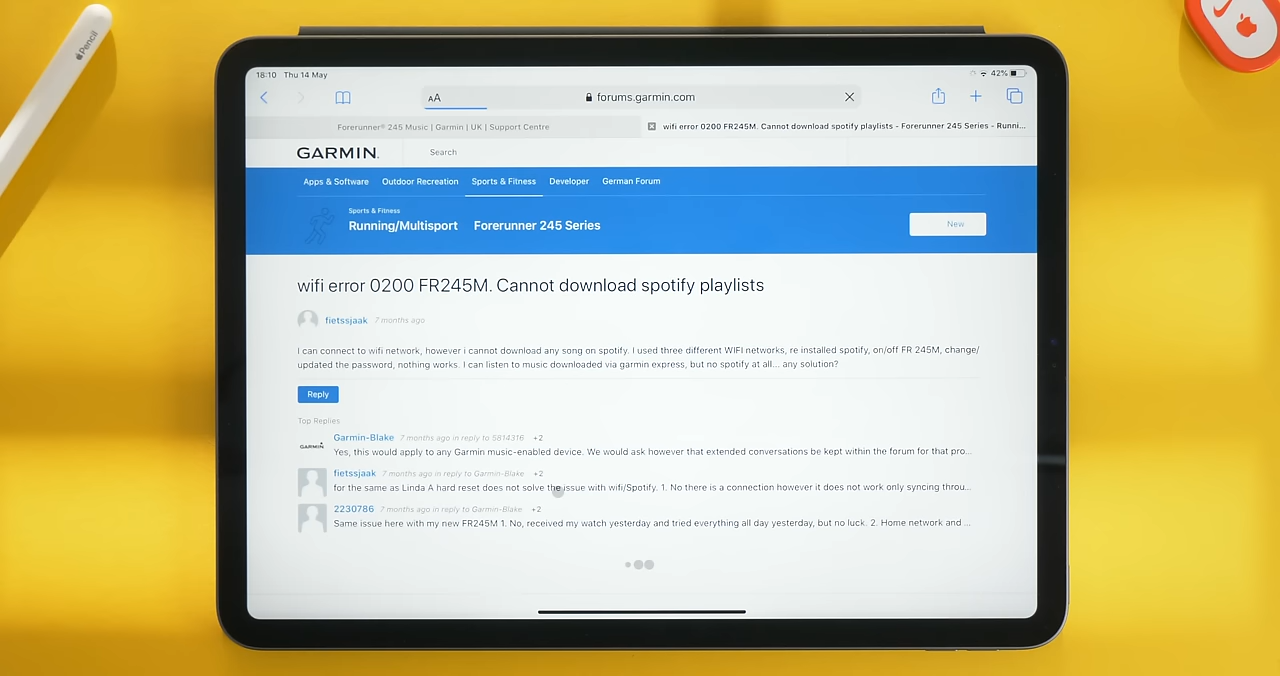 Pencil
18:10 Thu 14 May
42%
AA
forums.garmin.com
Forerunner® 245 Music | Garmin | UK | Support Centre
wifi error 0200 FR245M. Cannot download spotify playlists - Forerunner 245 Series - Runni...
GARMIN.
Search
Apps & Software Outdoor Recreation Sports & Fitness Developer German Forum
Sports & Fitness
Running/Multisport Forerunner 245 Series
New
wifi error 0200 FR245M. Cannot download spotify playlists
fietssjaak 7 months ago
I can connect to wifi network, however i cannot download any song on spotify. I used three different WIFI networks, re installed spotify, on/off FR 245M, change/
updated the password, nothing works. I can listen to music downloaded via garmin express, but no spotify at all... any solution?
Reply
Top Replies
Garmin-Blake 7 months ago in reply to 5814316 +2
GARMIN
Yes, this would apply to any Garmin music-enabled device. We would ask however that extended conversations be kept within the forum for that pro...
fietssjaak 7 months ago in reply to Garmin-Blake +2
for the same as Linda A hard reset does not solve the issue with wifi/Spotify. 1. No there is a connection however it does not work only syncing throu...
2230786 7 months ago in reply to Garmin-Blake +2
Same issue here with my new FR245M 1. No, received my watch yesterday and tried everything all day yesterday, but no luck. 2. Home network and ...